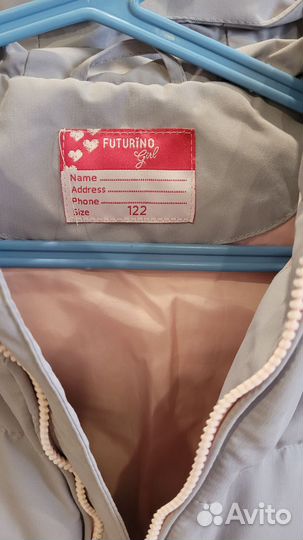 FUTURINO
Girl
Name
Address
Phone
Size 122
Avito